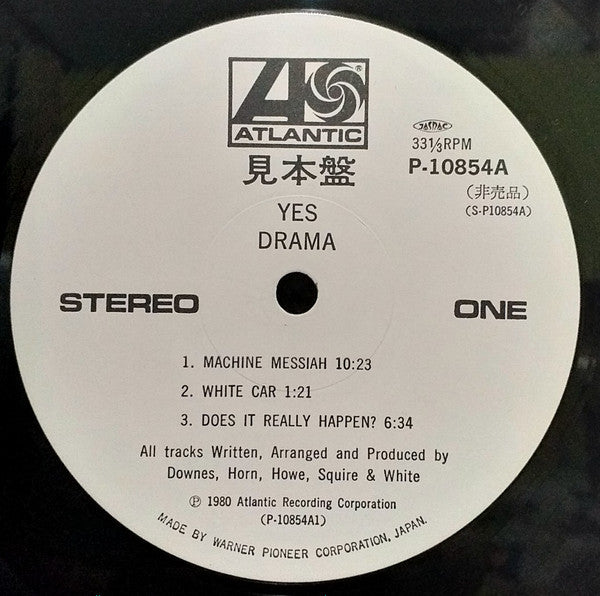 AS®
ATLANTIC
見本盤
YES
DRAMA
JASRAC
33⅓RPM
P-10854A
(非売品)
(S-P10854A)
STEREO
ONE
1. MACHINE MESSIAH 10:23
2. WHITE CAR 1:21
3. DOES IT REALLY HAPPEN? 6:34
All tracks Written, Arranged and Produced by
Downes, Horn, Howe, Squire & White
Ⓟ 1980 Atlantic Recording Corporation
(P-10854A1)
MADE BY WARNER PIONEER CORPORATION, JAPAN.